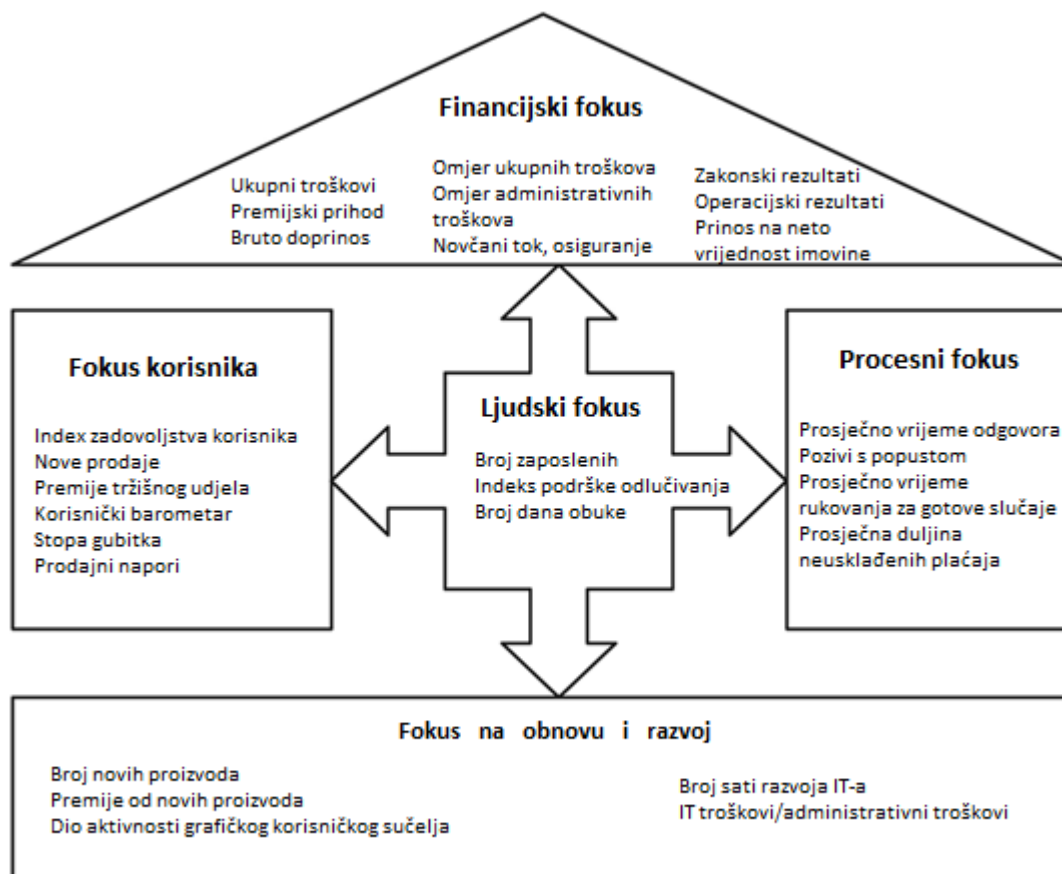 Financijski fokus
Ukupni troškovi
Premijski prihod
Bruto doprinos
Omjer ukupnih troškova
Omjer administrativnih
troškova
Novčani tok, osiguranje
Zakonski rezultati
Operacijski rezultati
Prinos na neto
vrijednost imovine
Fokus korisnika
Index zadovoljstva korisnika
Nove prodaje
Premije tržišnog udjela
Korisnički barometar
Stopa gubitka
Prodajni napori
Ljudski fokus
Broj zaposlenih
Indeks podrške odlučivanja
Broj dana obuke
Procesni fokus
Prosječno vrijeme odgovora
Pozivi s popustom
Prosječno vrijeme
rukovanja za gotove slučaje
Prosječna duljina
neusklađenih plaćaja
Fokus na obnovu i razvoj
Broj novih proizvoda
Premije od novih proizvoda
Dio aktivnosti grafičkog korisničkog sučelja
Broj sati razvoja IT-a
IT troškovi/administrativni troškovi